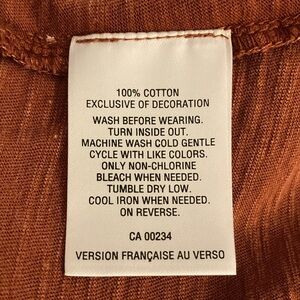 100% COTTON
EXCLUSIVE OF DECORATION
WASH BEFORE WEARING.
TURN INSIDE OUT.
MACHINE WASH COLD GENTLE
CYCLE WITH LIKE COLORS.
ONLY NON-CHLORINE
BLEACH WHEN NEEDED.
TUMBLE DRY LOW.
COOL IRON WHEN NEEDED.
ON REVERSE.
CA 00234
VERSION FRANÇAISE AU VERSO